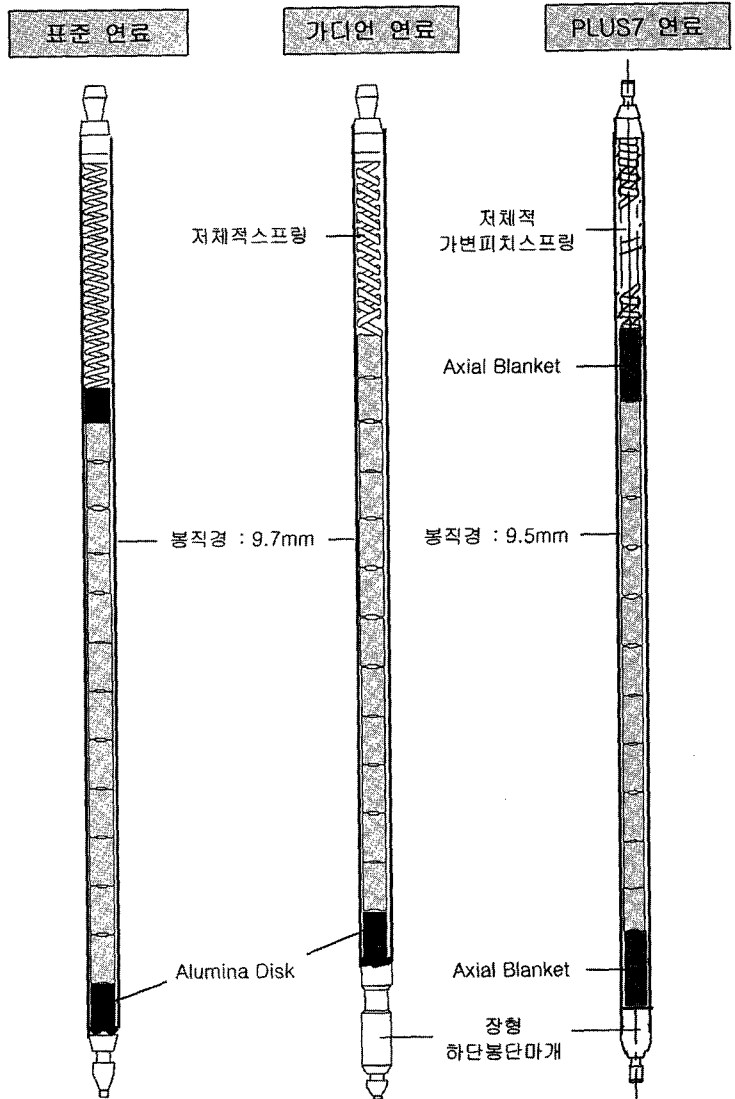 표준 연료
가디언 연료
PLUS7 연료
저체적스프링
저체적
가변피치스프링
Axial Blanket
봉직경 : 9.7mm
봉직경 : 9.5mm
Alumina Disk
Axial Blanket
장형
하단봉단마개